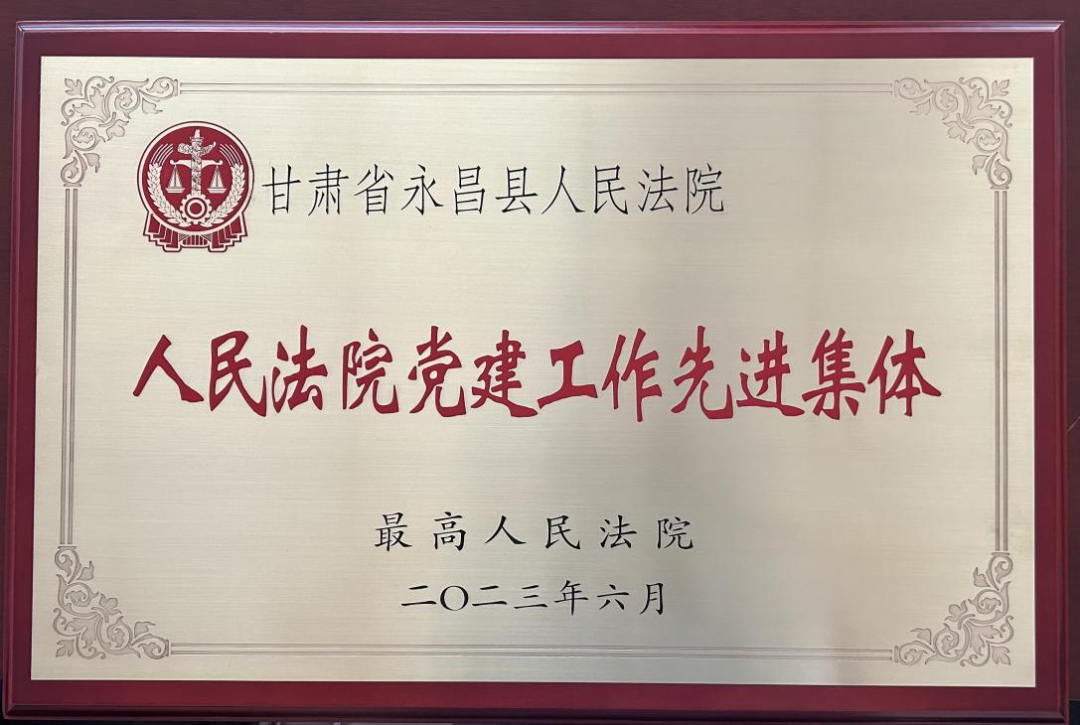 甘肃省永昌县人民法院
人民法院党建工作先进集体
最高人民法院
二〇二三年六月